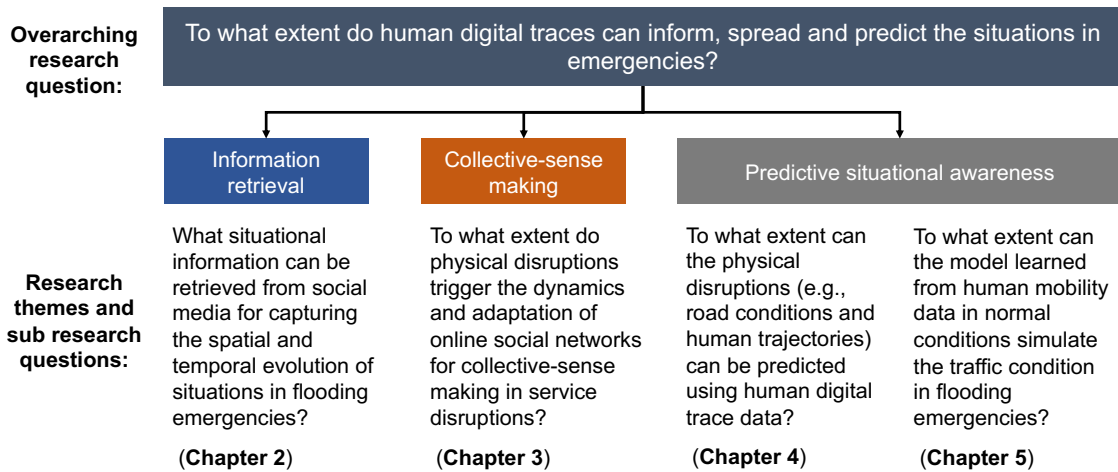 Overarching
research
question:
To what extent do human digital traces can inform, spread and predict the situations in
emergencies?
Information
retrieval
Collective-sense
making
Predictive situational awareness
Research
themes and
sub research
questions:
What situational
information can be
retrieved from social
media for capturing
the spatial and
temporal evolution of
situations in flooding
emergencies?
(Chapter 2)
To what extent do
physical disruptions
trigger the dynamics
and adaptation of
online social networks
for collective-sense
making in service
disruptions?
(Chapter 3)
To what extent can
the physical
disruptions (e.g.,
road conditions and
human trajectories)
can be predicted
using human digital
trace data?
(Chapter 4)
To what extent can
the model learned
from human mobility
data in normal
conditions simulate
the traffic condition
in flooding
emergencies?
(Chapter 5)